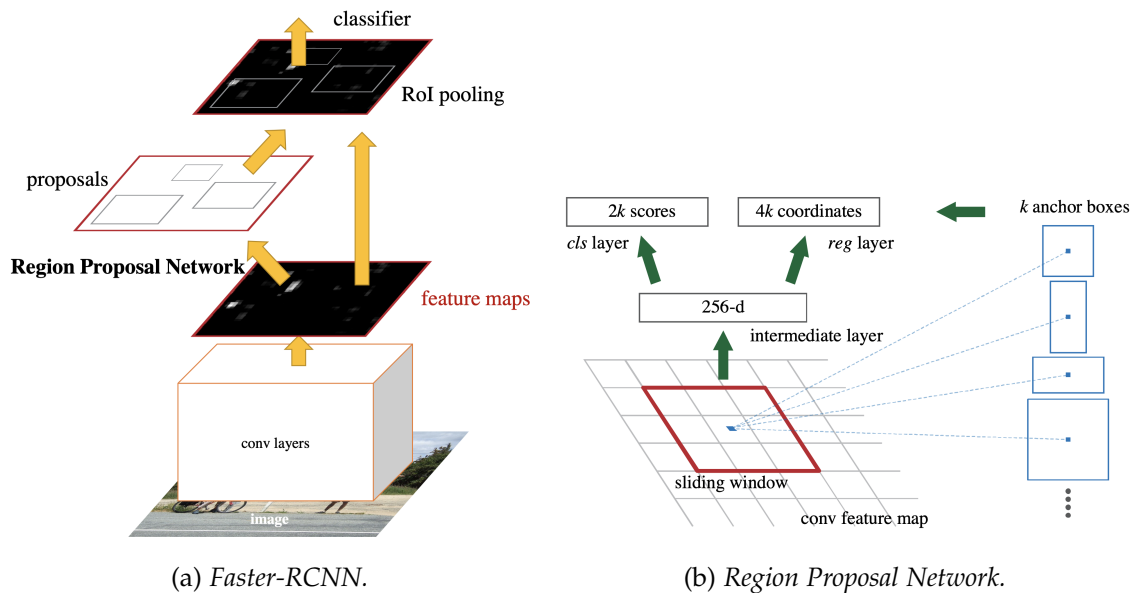 classifier
RoI pooling
proposals
Region Proposal Network
feature maps
conv layers
image
(a) Faster-RCNN.
2k scores
4k coordinates
k anchor boxes
cls layer
reg layer
256-d
intermediate layer
sliding window
conv feature map
(b) Region Proposal Network.